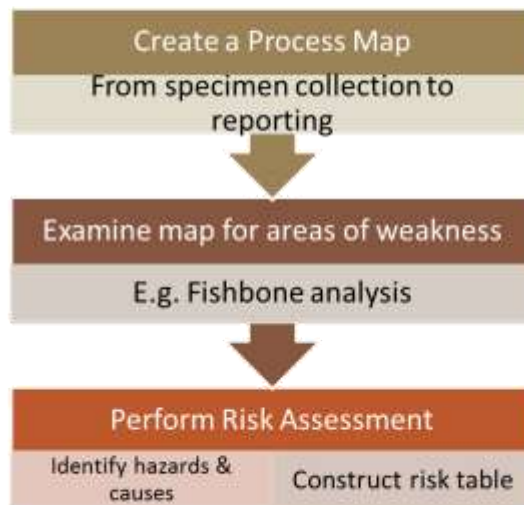 Create a Process Map
From specimen collection to
reporting
Examine map for areas of weakness
E.g. Fishbone analysis
Perform Risk Assessment
Identify hazards &
causes
Construct risk table